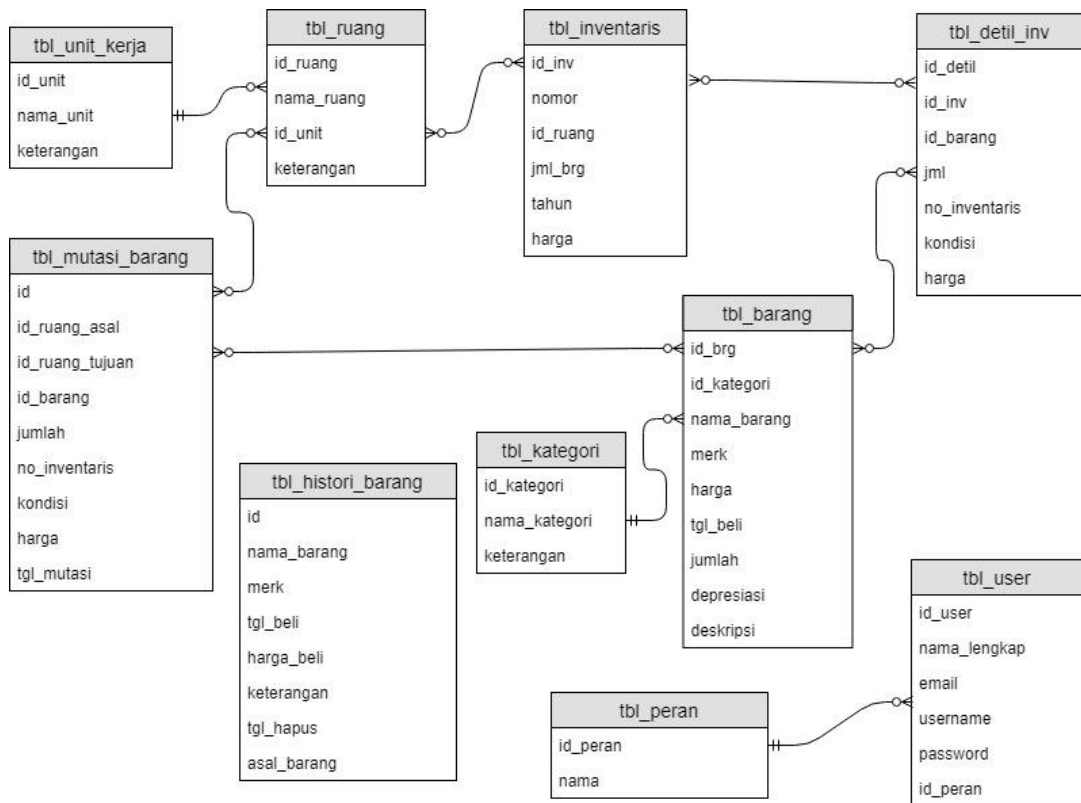 tbl_unit_kerja
id_unit
nama_unit
keterangan
tbl_ruang
id_ruang
nama_ruang
id_unit
keterangan
tbl_inventaris
id_inv
nomor
id_ruang
jml_brg
tahun
harga
tbl_detil_inv
id_detil
id_inv
id_barang
jml
no_inventaris
kondisi
harga
tbl_mutasi_barang
id
id_ruang_asal
id_ruang_tujuan
id_barang
jumlah
no_inventaris
kondisi
harga
tgl_mutasi
tbl_histori_barang
id
nama_barang
merk
tgl_beli
harga_beli
keterangan
tgl_hapus
asal_barang
tbl_kategori
id_kategori
nama_kategori
keterangan
tbl_barang
id_brg
id_kategori
nama_barang
merk
harga
tgl_beli
jumlah
depresiasi
deskripsi
tbl_peran
id_peran
nama
tbl_user
id_user
nama_lengkap
email
username
password
id_peran